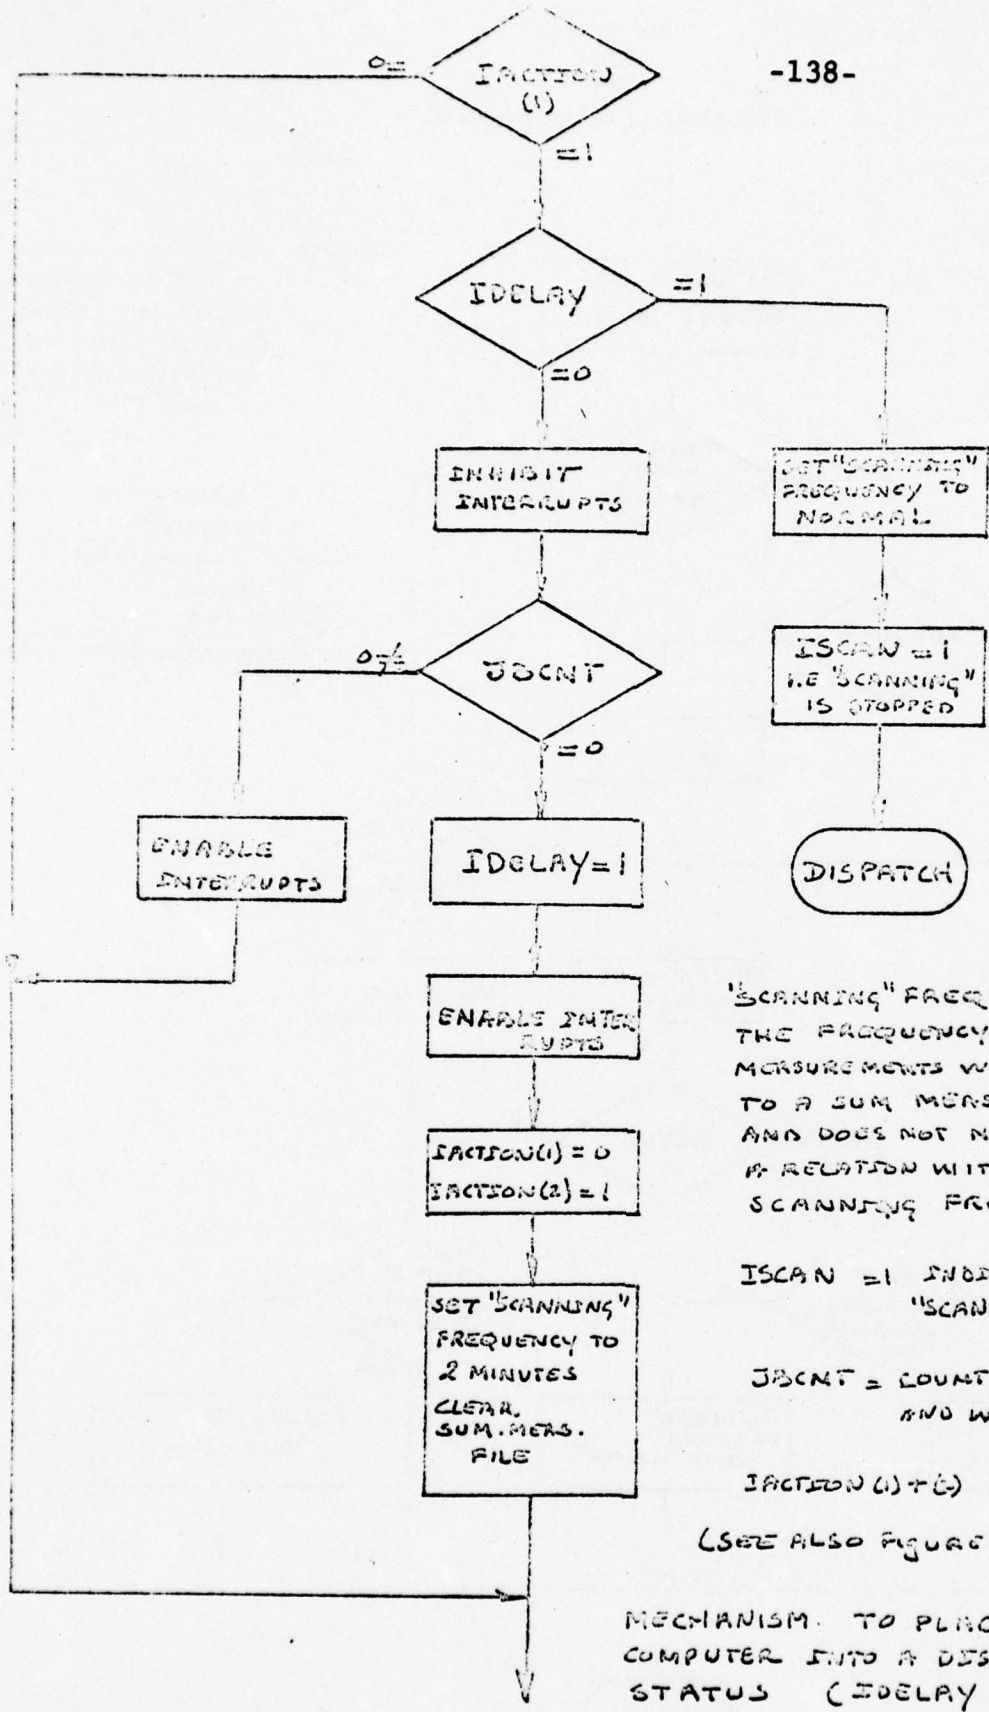 -138-
IACTION
(1)
0=
=1
IDELAY
=1
=0
INHIBIT
INTERRUPTS
SET "SCANNING"
FREQUENCY TO
NORMAL
JBCNT
0≠
=0
ISCAN = 1
I.E "SCANNING"
IS STOPPED
ENABLE
INTERRUPTS
IDELAY=1
DISPATCH
ENABLE INTER
RUPTS
IACTION(1) = 0
IACTION(2) = 1
SET "SCANNING"
FREQUENCY TO
2 MINUTES
CLEAR.
SUM.MEAS.
FILE
"SCANNING" FREQ
THE FREQUENCY
MEASUREMENTS W
TO A SUM MEAS
AND DOES NOT N
A RELATION WIT
SCANNING FR
ISCAN =1 INDI
"SCAN
JBCNT = COUNT
AND W
IACTION (1) +
(SEE ALSO FIGURE
MECHANISM. TO PLAC
COMPUTER INTO A DIS
STATUS (IDELAY